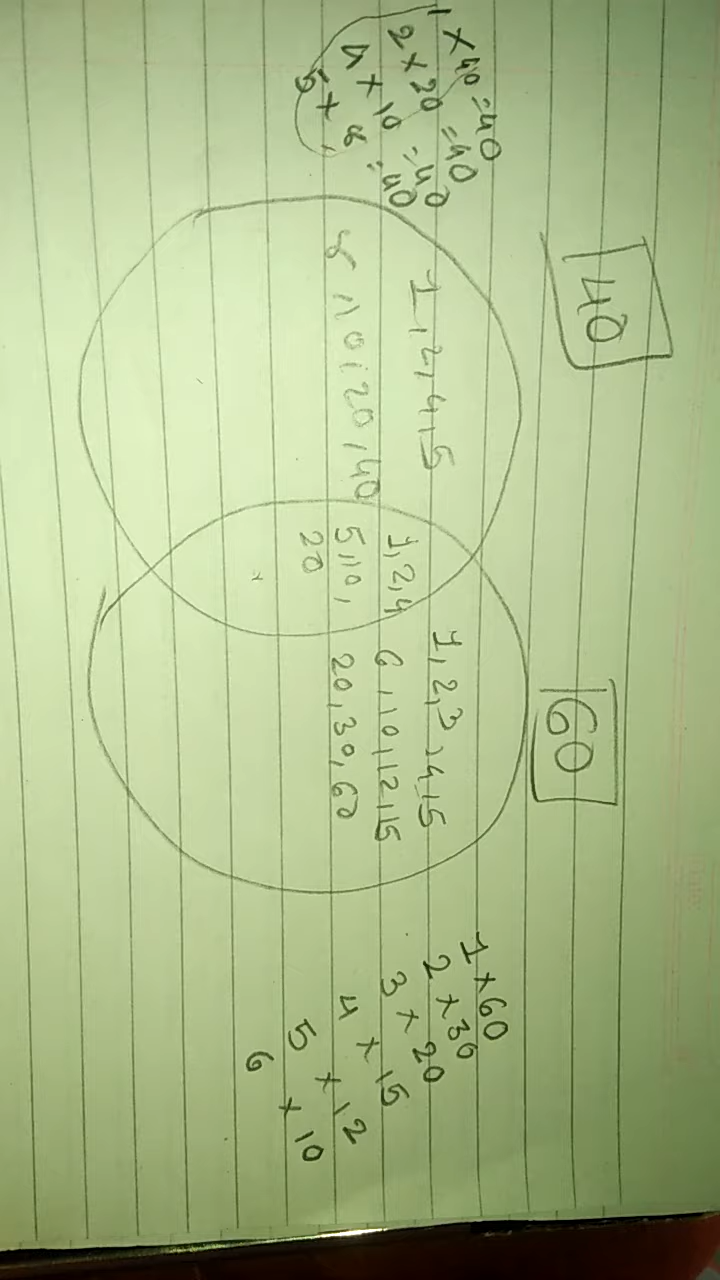 1 × 40 = 40
2 × 20 = 40
4 × 10 = 40
5 × 8 = 40
40
1, 2, 4, 5
8, 10, 20, 40
1, 2, 4
5, 10,
20
60
1, 2, 3, 4, 5
6, 10, 12, 15
20, 30, 60
1 × 60
2 × 30
3 × 20
4 × 15
5 × 12
6 × 10